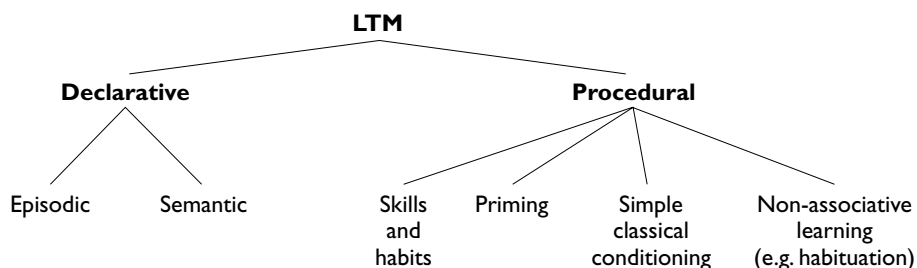 LTM
Declarative
Procedural
Episodic
Semantic
Skills
and
habits
Priming
Simple
classical
conditioning
Non-associative
learning
(e.g. habituation)